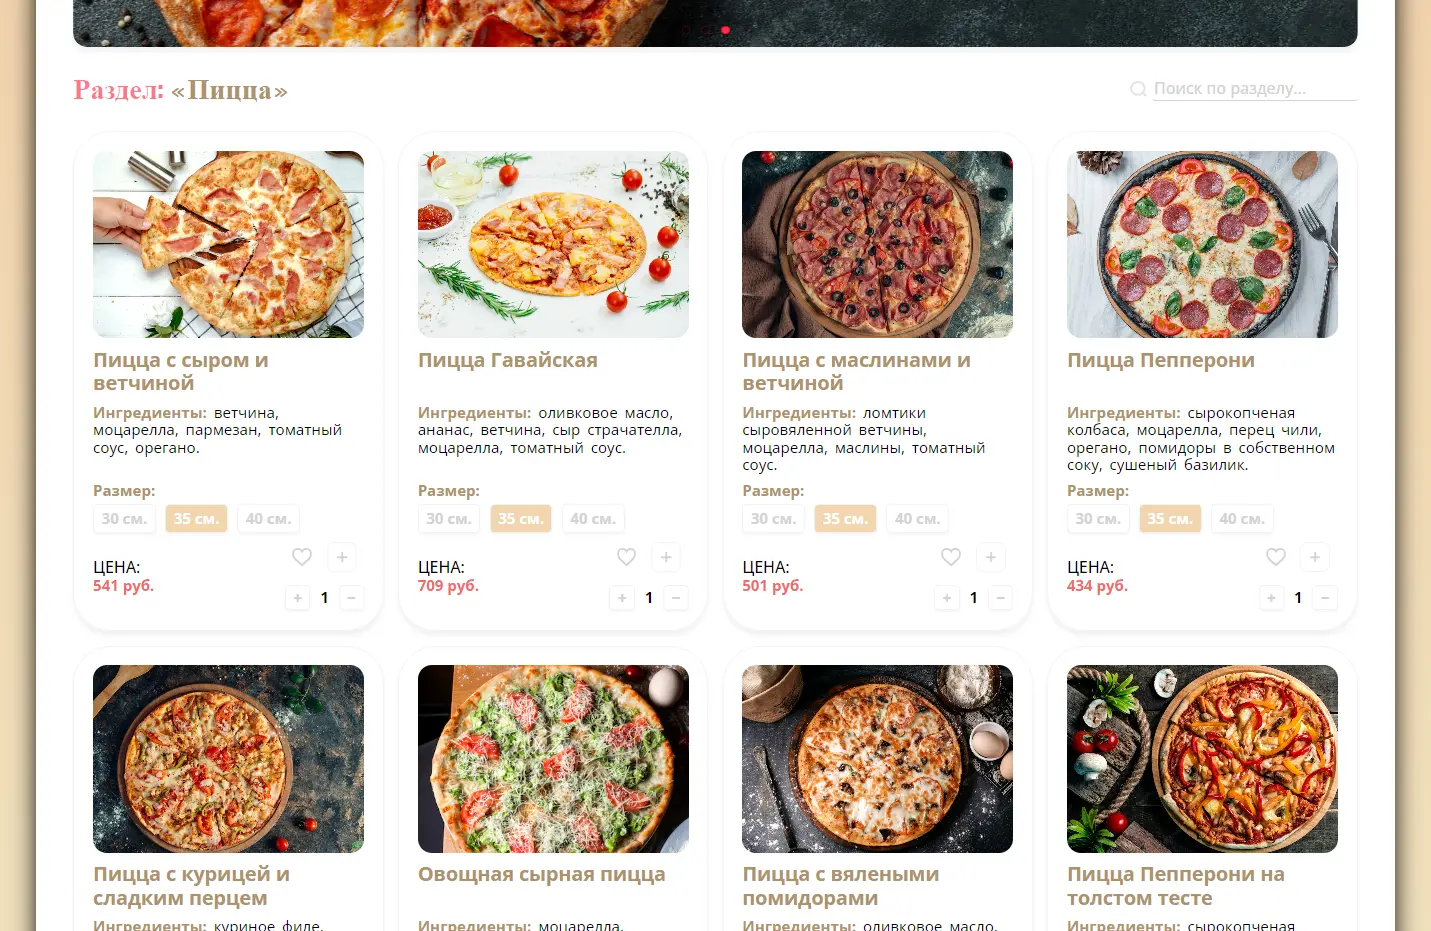 Раздел: «Пицца»
Поиск по разделу...
Пицца с сыром и
ветчиной
Ингредиенты: ветчина,
моцарелла, пармезан, томатный
соус, орегано.
Размер:
30 см. 35 см. 40 см.
ЦЕНА:
541 руб.
+ 1 −
Пицца Гавайская
Ингредиенты: оливковое масло,
ананас, ветчина, сыр страчателла,
моцарелла, томатный соус.
Размер:
30 см. 35 см. 40 см.
ЦЕНА:
709 руб.
+ 1 −
Пицца с маслинами и
ветчиной
Ингредиенты: ломтики
сыровяленой ветчины,
моцарелла, маслины, томатный
соус.
Размер:
30 см. 35 см. 40 см.
ЦЕНА:
501 руб.
+ 1 −
Пицца Пепперони
Ингредиенты: сырокопченая
колбаса, моцарелла, перец чили,
орегано, помидоры в собственном
соку, сушеный базилик.
Размер:
30 см. 35 см. 40 см.
ЦЕНА:
434 руб.
+ 1 −
Пицца с курицей и
сладким перцем
Ингредиенты: куриное филе,
Овощная сырная пицца
Ингредиенты: моцарелла,
Пицца с вялеными
помидорами
Ингредиенты: оливковое масло,
Пицца Пепперони на
толстом тесте
Ингредиенты: сырокопченая